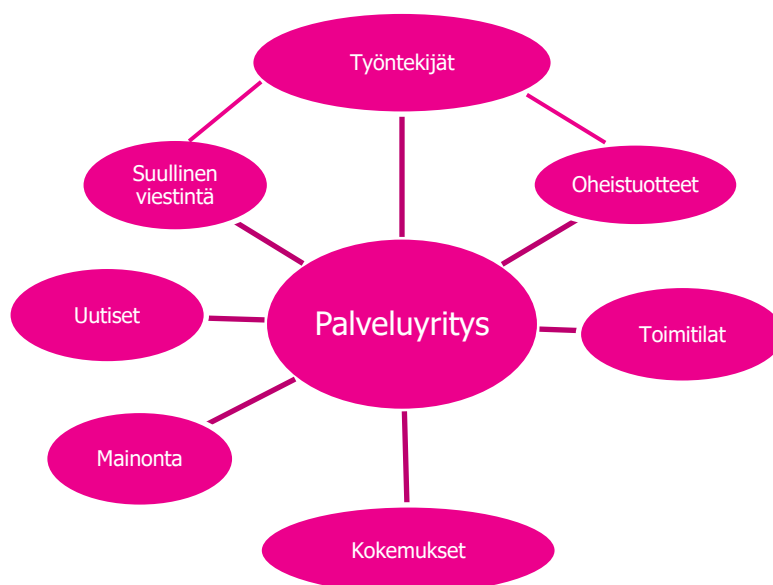 Työntekijät
Suullinen
viestintä
Oheistuotteet
Uutiset
Palveluyritys
Toimitilat
Mainonta
Kokemukset